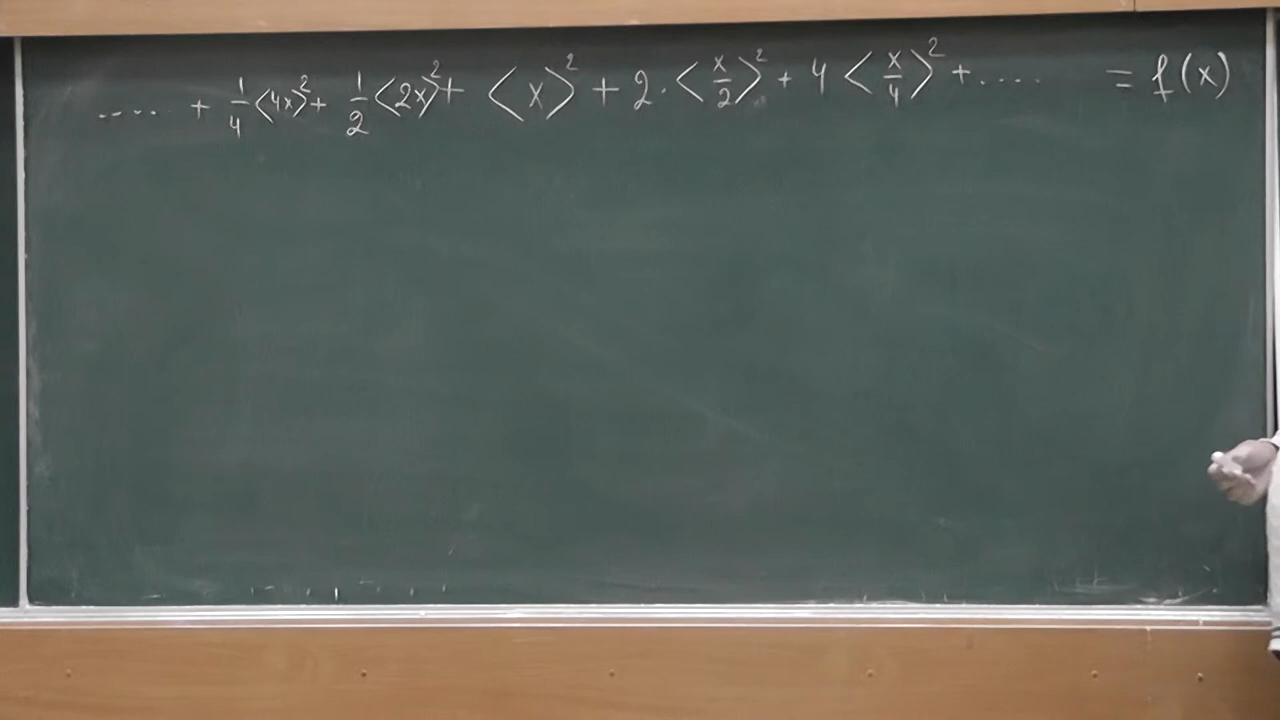 ..... + 1/4 <4x>² + 1/2 <2x>² + <x>² + 2 · <x/2>² + 4 <x/4>² + .... = f(x)